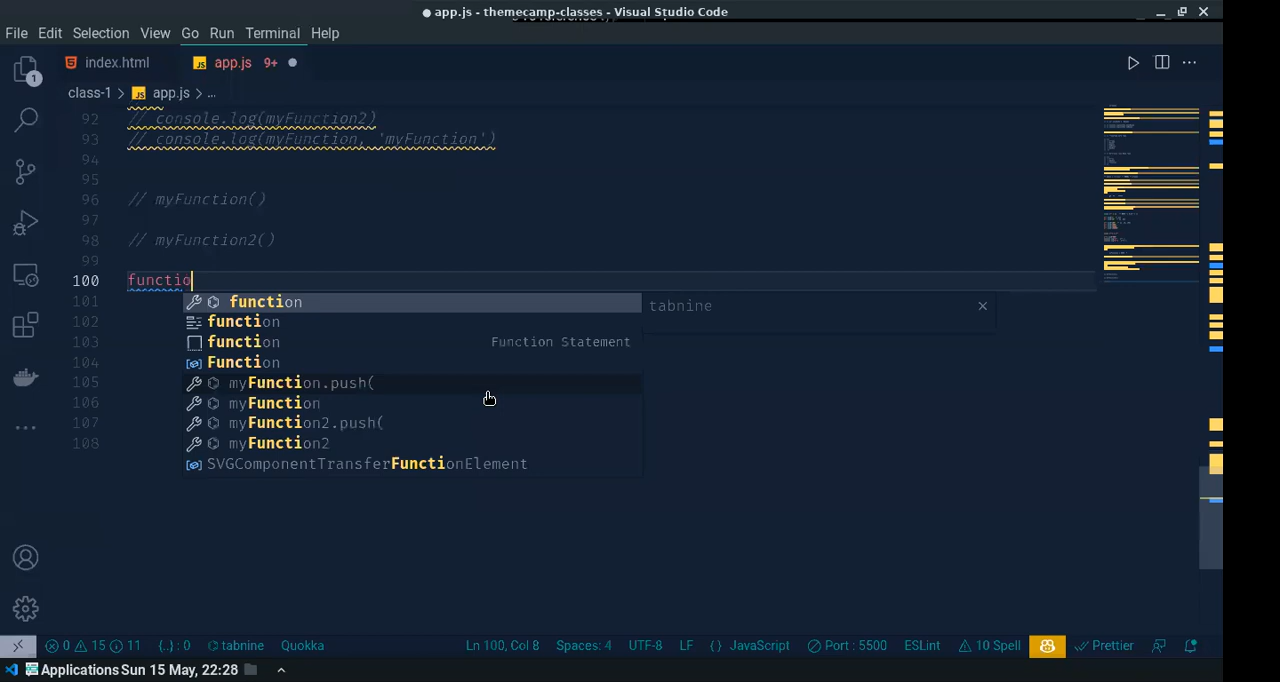 ● app.js - themecamp-classes - Visual Studio Code
File Edit Selection View Go Run Terminal Help
index.html JS app.js 9+ ●
class-1 > JS app.js > ...
92 // console.log(myFunction2)
93 // console.log(myFunction, 'myFunction')
94
95
96 // myFunction()
97
98 // myFunction2()
99
100 functio
101 function tabnine
102 function
103 function Function Statement
104 Function
105 myFunction.push(
106 myFunction
107 myFunction2.push(
108 myFunction2
SVGComponentTransferFunctionElement
1
0 15 11 {..} : 0 tabnine Quokka Ln 100, Col 8 Spaces: 4 UTF-8 LF {} JavaScript Port : 5500 ESLint 10 Spell Prettier
Applications Sun 15 May, 22:28